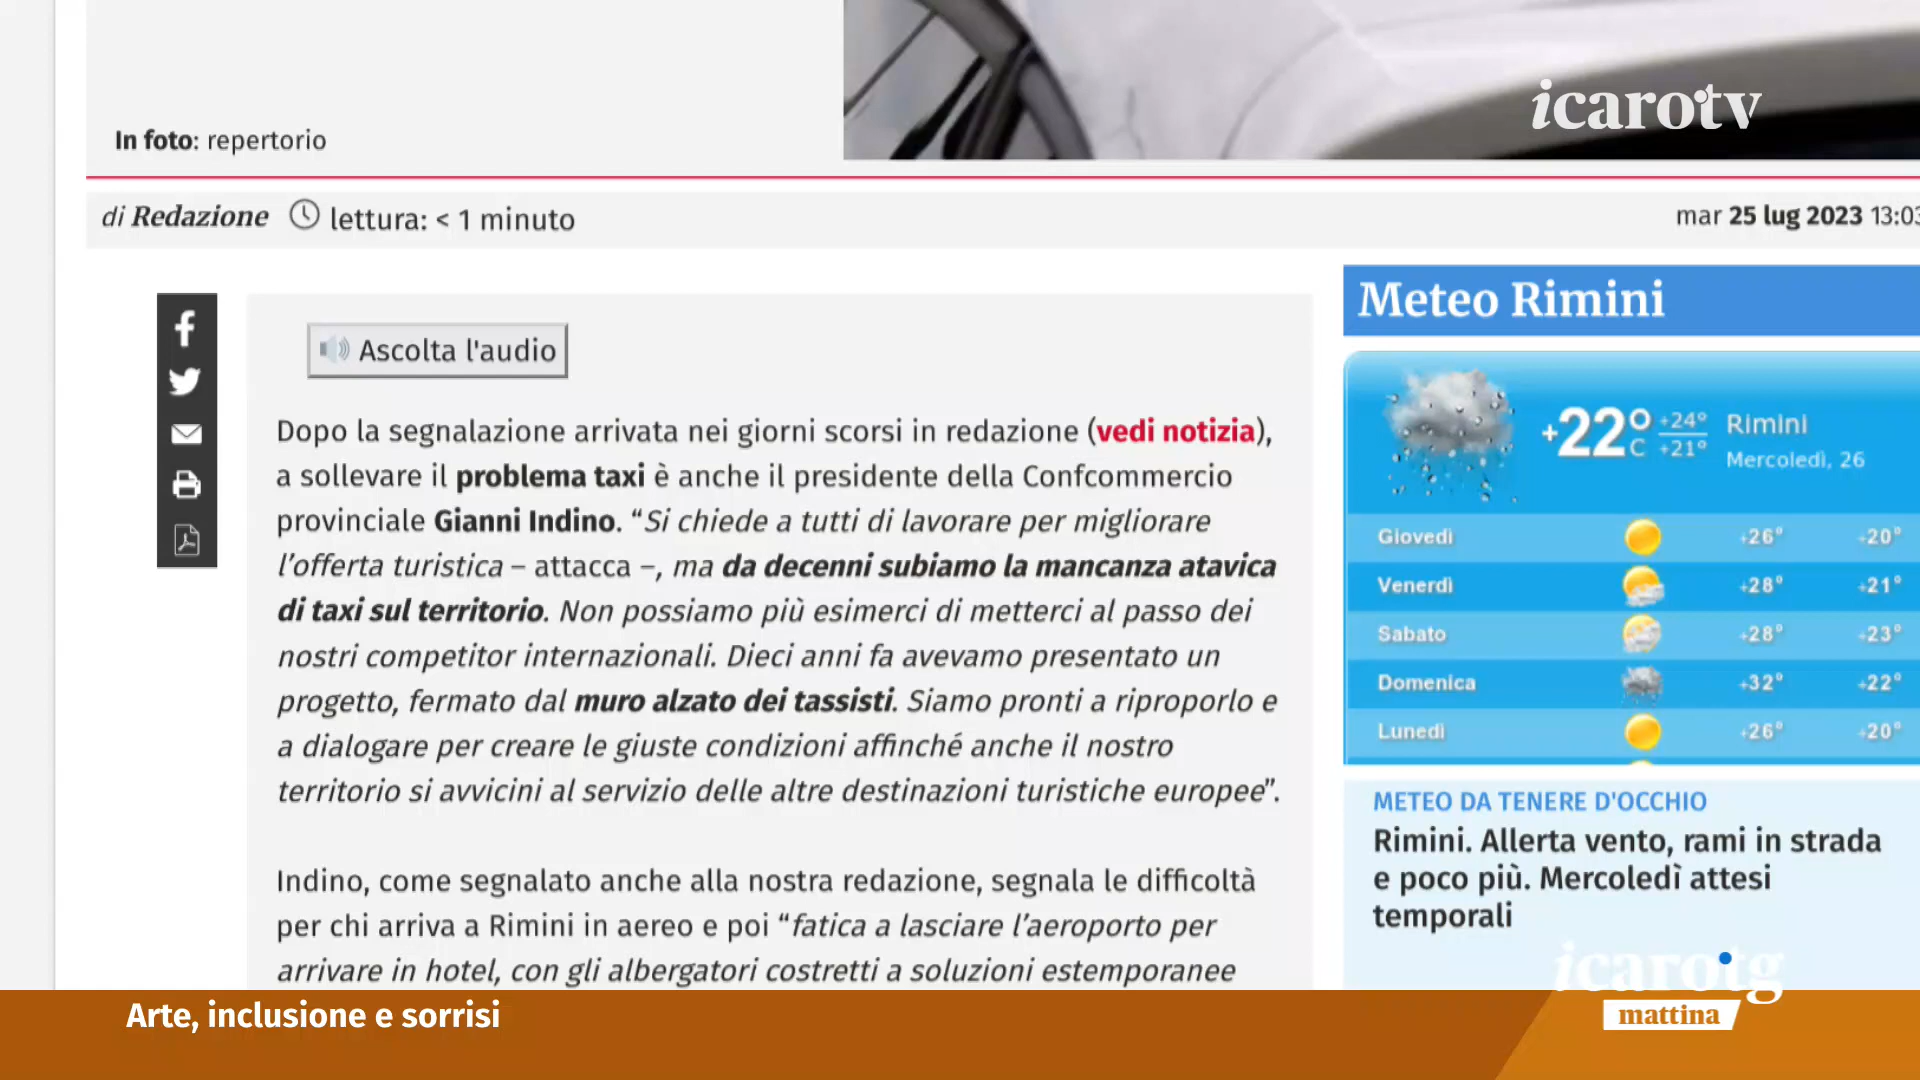 icarotv
In foto: repertorio
di Redazione lettura: < 1 minuto
mar 25 lug 2023 13:03
Ascolta l'audio
Dopo la segnalazione arrivata nei giorni scorsi in redazione (vedi notizia),
a sollevare il problema taxi è anche il presidente della Confcommercio
provinciale Gianni Indino. “Si chiede a tutti di lavorare per migliorare
l’offerta turistica – attacca –, ma da decenni subiamo la mancanza atavica
di taxi sul territorio. Non possiamo più esimerci di metterci al passo dei
nostri competitor internazionali. Dieci anni fa avevamo presentato un
progetto, fermato dal muro alzato dei tassisti. Siamo pronti a riproporlo e
a dialogare per creare le giuste condizioni affinché anche il nostro
territorio si avvicini al servizio delle altre destinazioni turistiche europee”.
Indino, come segnalato anche alla nostra redazione, segnala le difficoltà
per chi arriva a Rimini in aereo e poi “fatica a lasciare l’aeroporto per
arrivare in hotel, con gli albergatori costretti a soluzioni estemporanee
Meteo Rimini
+22°C +24° +21° Rimini
Mercoledì, 26
Giovedì +26° +20°
Venerdì +28° +21°
Sabato +28° +23°
Domenica +32° +22°
Lunedì +26° +20°
METEO DA TENERE D'OCCHIO
Rimini. Allerta vento, rami in strada
e poco più. Mercoledì attesi
temporali
icarotg
mattina
Arte, inclusione e sorrisi